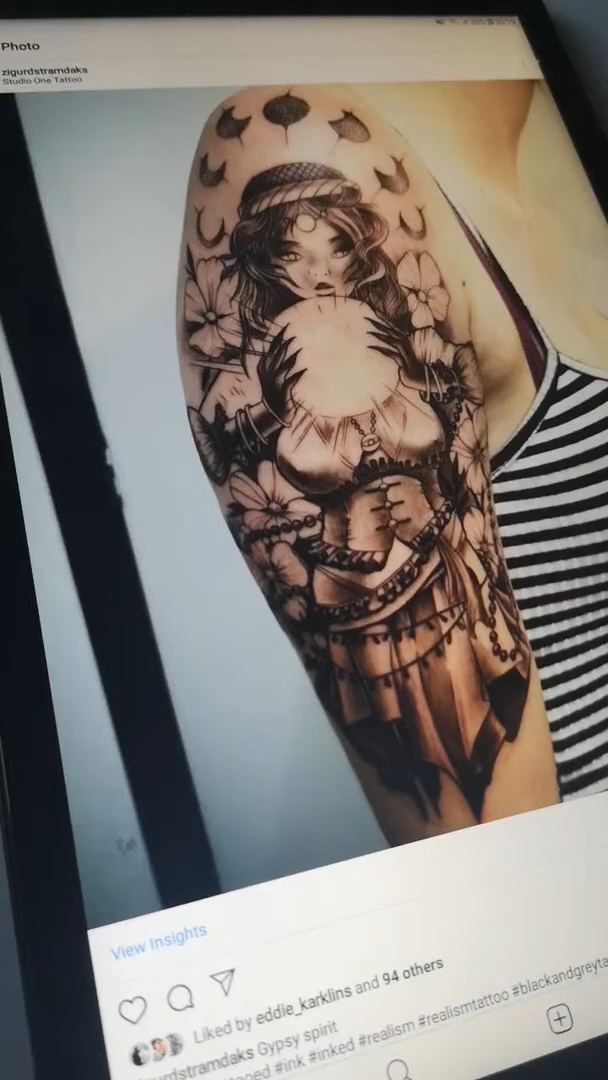 Photo
zigurdstramdaks
Studio One Tattoo
View Insights
Liked by eddie_karklins and 94 others
gurdstramdaks Gypsy spirit
#ink #inked #realism #realismtattoo #blackandgreyta